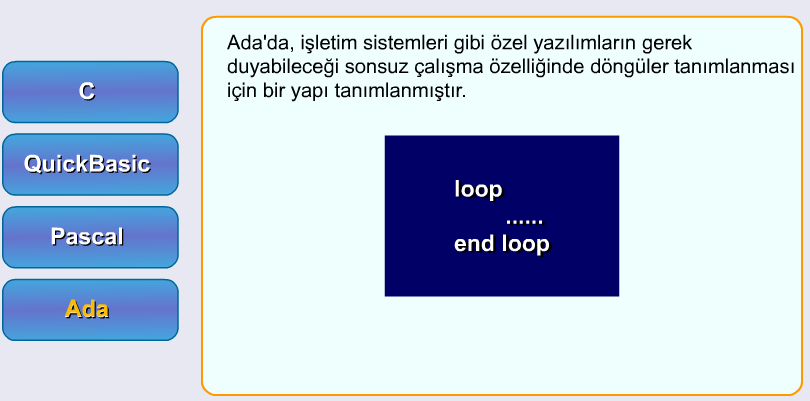 C
QuickBasic
Pascal
Ada
Ada'da, işletim sistemleri gibi özel yazılımların gerek
duyabileceği sonsuz çalışma özelliğinde döngüler tanımlanması
için bir yapı tanımlanmıştır.
loop
......
end loop